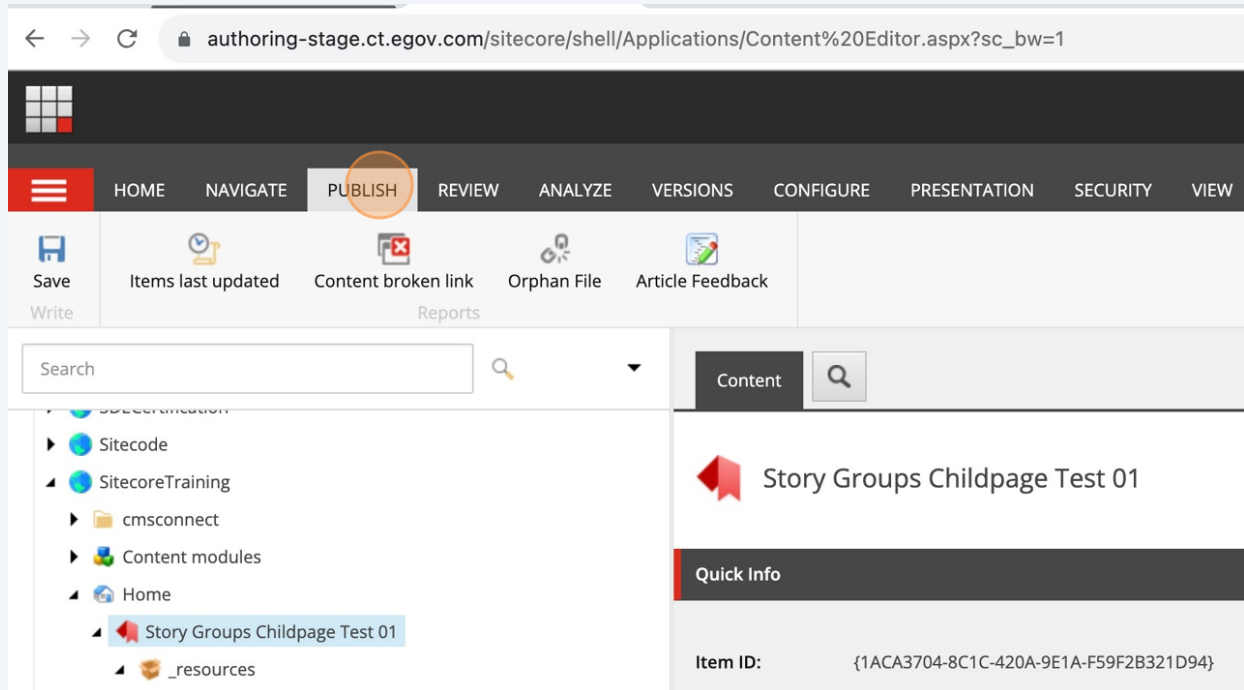 authoring-stage.ct.egov.com/sitecore/shell/Applications/Content%20Editor.aspx?sc_bw=1
HOME NAVIGATE PUBLISH REVIEW ANALYZE VERSIONS CONFIGURE PRESENTATION SECURITY VIEW
Save Items last updated Content broken link Orphan File Article Feedback
Write Reports
Search
Content
Sitecode
SitecoreTraining
cmsconnect
Content modules
Home
Story Groups Childpage Test 01
_resources
Story Groups Childpage Test 01
Quick Info
Item ID: {1ACA3704-8C1C-420A-9E1A-F59F2B321D94}